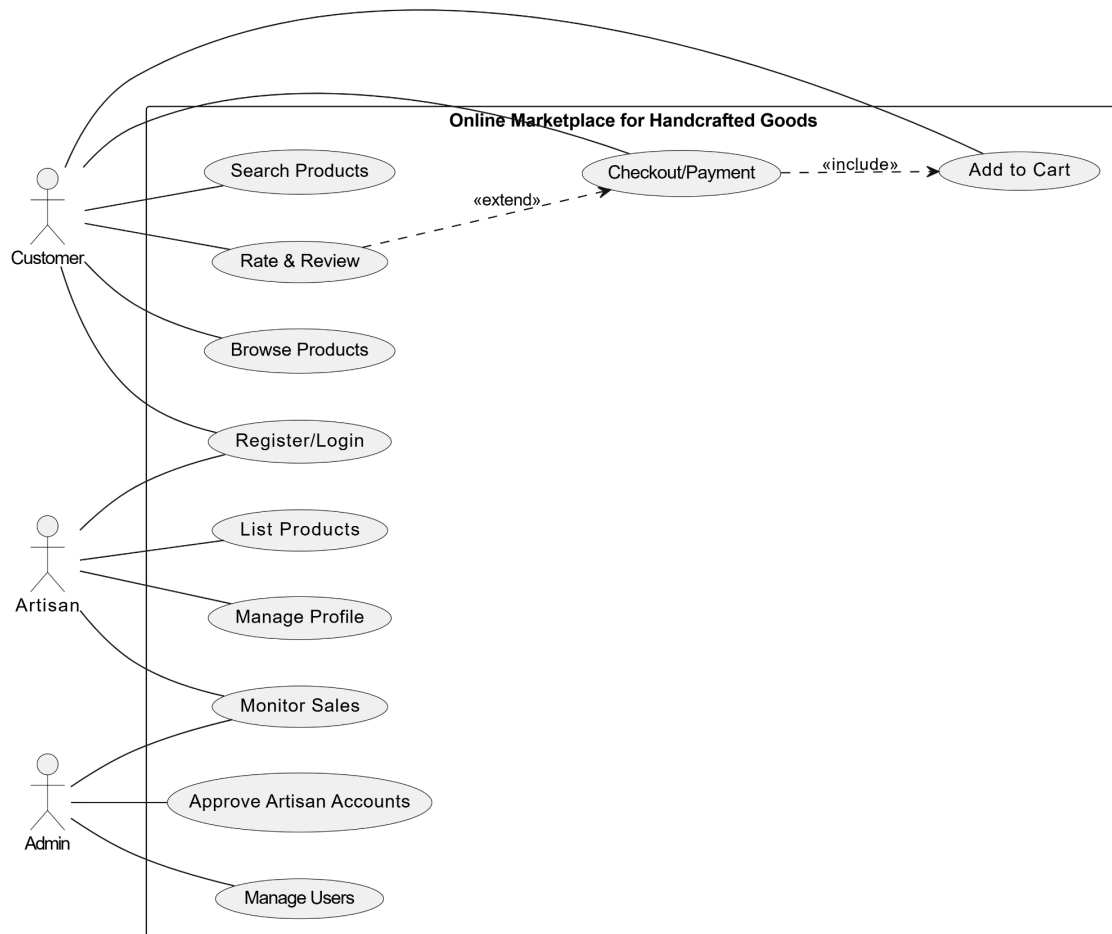 Online Marketplace for Handcrafted Goods
Search Products
Checkout/Payment
«include»
Add to Cart
«extend»
Customer
Rate & Review
Browse Products
Register/Login
List Products
Artisan
Manage Profile
Monitor Sales
Approve Artisan Accounts
Admin
Manage Users